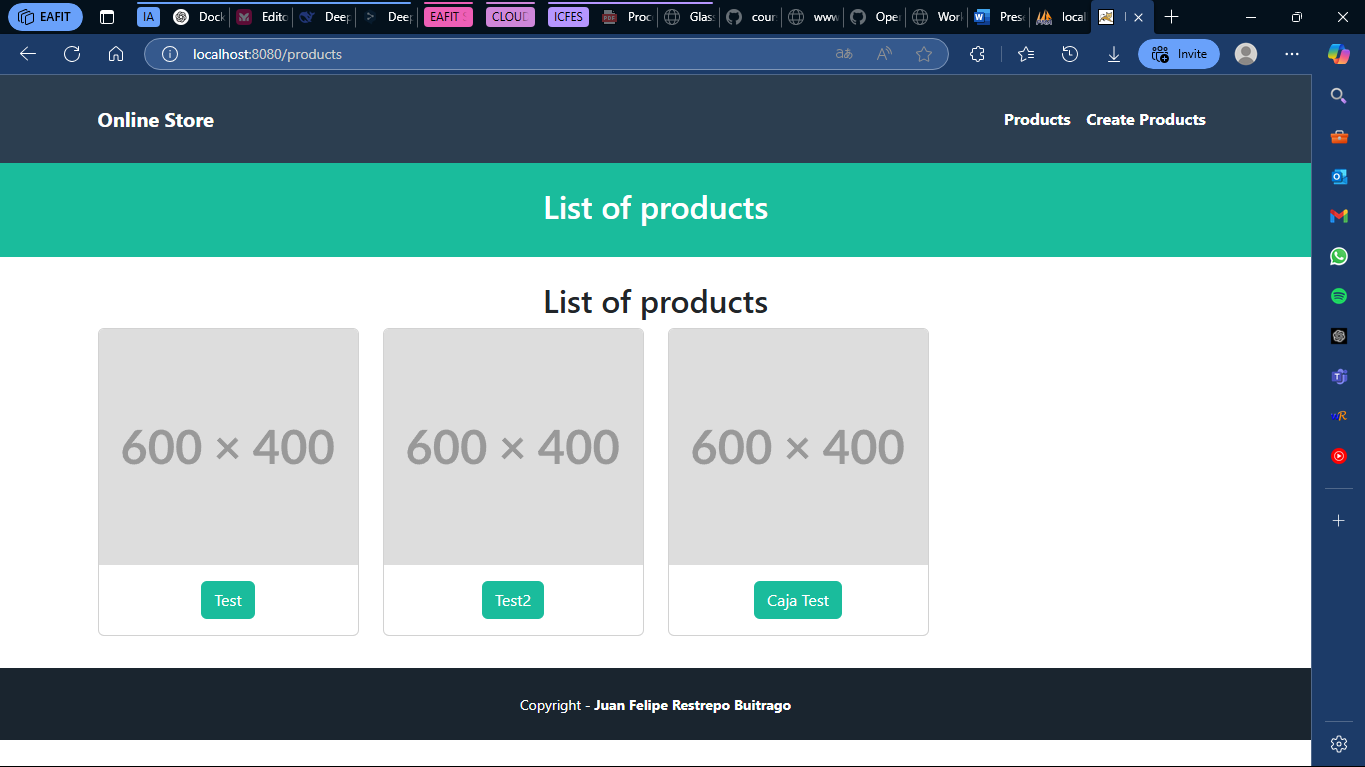 EAFIT IA Dock Edito Deep Deep EAFIT CLOUD ICFES Proc Glas cour www Oper Work Prese local
localhost:8080/products
Invite
Online Store Products Create Products
List of products
List of products
600 × 400 600 × 400 600 × 400
Test Test2 Caja Test
Copyright - Juan Felipe Restrepo Buitrago